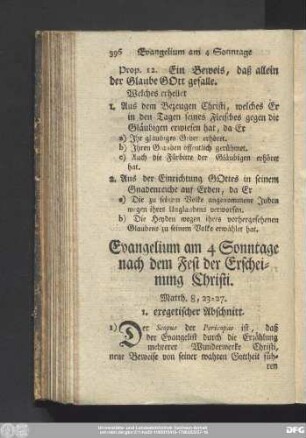 396 Evangelium am 4 Sonntage
Prop. 12. Ein Beweis, daß allein
der Glaube GOtt gefalle.
Welches erhellet
1. Aus dem Bezeugen Christi, welches Er
in den Tagen seines Fleisches gegen die
Gläubigen erwiesen hat, da Er
a) Ihr gläubiges erhöret.
b) Ihren Glauben öffentlich gerühmet.
c) Auch die Fürbitte der Gläubigen erhöret
hat.
2. Aus der Einrichtung GOttes in seinem
Gnadenreiche auf Erden, da Er
a) Die zu seinem Volke angenommene Juden
wegen ihres Unglaubens verworfen.
b) Die Heyden wegen ihres vorhergesehenen
Glaubens zu seinem Volke erwählet hat.
Evangelium am 4 Sonntage
nach dem Fest der Erschei-
nung Christi.
Matth. 8, 23-27.
1. exegetischer Abschnitt.
1) Der Scopus der Perikopae ist, daß
der Evangelist durch die Erzählung
mehrerer Wunderwerke Christi,
neue Beweise von seiner wahren Gottheit füh-
ren